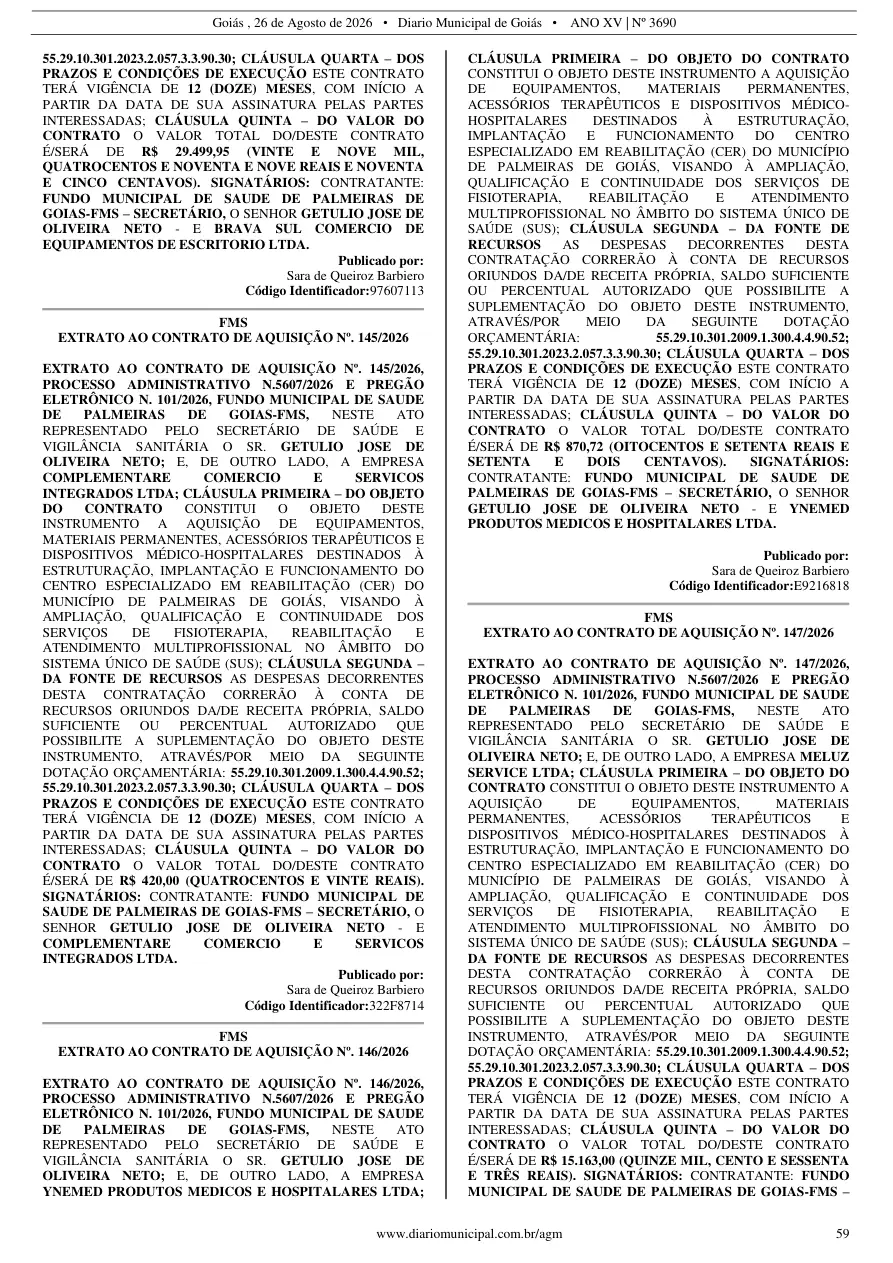 Goiás , 26 de Agosto de 2026 • Diario Municipal de Goiás • ANO XV | Nº 3690
55.29.10.301.2023.2.057.3.3.90.30; CLÁUSULA QUARTA – DOS
PRAZOS E CONDIÇÕES DE EXECUÇÃO ESTE CONTRATO
TERÁ VIGÊNCIA DE 12 (DOZE) MESES, COM INÍCIO A
PARTIR DA DATA DE SUA ASSINATURA PELAS PARTES
INTERESSADAS; CLÁUSULA QUINTA – DO VALOR DO
CONTRATO O VALOR TOTAL DO/DESTE CONTRATO
É/SERÁ DE R$ 29.499,95 (VINTE E NOVE MIL,
QUATROCENTOS E NOVENTA E NOVE REAIS E NOVENTA
E CINCO CENTAVOS). SIGNATÁRIOS: CONTRATANTE:
FUNDO MUNICIPAL DE SAUDE DE PALMEIRAS DE
GOIAS-FMS – SECRETÁRIO, O SENHOR GETULIO JOSE DE
OLIVEIRA NETO - E BRAVA SUL COMERCIO DE
EQUIPAMENTOS DE ESCRITORIO LTDA.
Publicado por:
Sara de Queiroz Barbiero
Código Identificador:97607113
FMS
EXTRATO AO CONTRATO DE AQUISIÇÃO Nº. 145/2026
EXTRATO AO CONTRATO DE AQUISIÇÃO Nº. 145/2026,
PROCESSO ADMINISTRATIVO N.5607/2026 E PREGÃO
ELETRÔNICO N. 101/2026, FUNDO MUNICIPAL DE SAUDE
DE PALMEIRAS DE GOIAS-FMS, NESTE ATO
REPRESENTADO PELO SECRETÁRIO DE SAÚDE E
VIGILÂNCIA SANITÁRIA O SR. GETULIO JOSE DE
OLIVEIRA NETO; E, DE OUTRO LADO, A EMPRESA
COMPLEMENTARE COMERCIO E SERVICOS
INTEGRADOS LTDA; CLÁUSULA PRIMEIRA – DO OBJETO
DO CONTRATO CONSTITUI O OBJETO DESTE
INSTRUMENTO A AQUISIÇÃO DE EQUIPAMENTOS,
MATERIAIS PERMANENTES, ACESSÓRIOS TERAPÊUTICOS E
DISPOSITIVOS MÉDICO-HOSPITALARES DESTINADOS À
ESTRUTURAÇÃO, IMPLANTAÇÃO E FUNCIONAMENTO DO
CENTRO ESPECIALIZADO EM REABILITAÇÃO (CER) DO
MUNICÍPIO DE PALMEIRAS DE GOIÁS, VISANDO À
AMPLIAÇÃO, QUALIFICAÇÃO E CONTINUIDADE DOS
SERVIÇOS DE FISIOTERAPIA, REABILITAÇÃO E
ATENDIMENTO MULTIPROFISSIONAL NO ÂMBITO DO
SISTEMA ÚNICO DE SAÚDE (SUS); CLÁUSULA SEGUNDA –
DA FONTE DE RECURSOS AS DESPESAS DECORRENTES
DESTA CONTRATAÇÃO CORRERÃO À CONTA DE
RECURSOS ORIUNDOS DA/DE RECEITA PRÓPRIA, SALDO
SUFICIENTE OU PERCENTUAL AUTORIZADO QUE
POSSIBILITE A SUPLEMENTAÇÃO DO OBJETO DESTE
INSTRUMENTO, ATRAVÉS/POR MEIO DA SEGUINTE
DOTAÇÃO ORÇAMENTÁRIA: 55.29.10.301.2009.1.300.4.4.90.52;
55.29.10.301.2023.2.057.3.3.90.30; CLÁUSULA QUARTA – DOS
PRAZOS E CONDIÇÕES DE EXECUÇÃO ESTE CONTRATO
TERÁ VIGÊNCIA DE 12 (DOZE) MESES, COM INÍCIO A
PARTIR DA DATA DE SUA ASSINATURA PELAS PARTES
INTERESSADAS; CLÁUSULA QUINTA – DO VALOR DO
CONTRATO O VALOR TOTAL DO/DESTE CONTRATO
É/SERÁ DE R$ 420,00 (QUATROCENTOS E VINTE REAIS).
SIGNATÁRIOS: CONTRATANTE: FUNDO MUNICIPAL DE
SAUDE DE PALMEIRAS DE GOIAS-FMS – SECRETÁRIO, O
SENHOR GETULIO JOSE DE OLIVEIRA NETO - E
COMPLEMENTARE COMERCIO E SERVICOS
INTEGRADOS LTDA.
Publicado por:
Sara de Queiroz Barbiero
Código Identificador:322F8714
FMS
EXTRATO AO CONTRATO DE AQUISIÇÃO Nº. 146/2026
EXTRATO AO CONTRATO DE AQUISIÇÃO Nº. 146/2026,
PROCESSO ADMINISTRATIVO N.5607/2026 E PREGÃO
ELETRÔNICO N. 101/2026, FUNDO MUNICIPAL DE SAUDE
DE PALMEIRAS DE GOIAS-FMS, NESTE ATO
REPRESENTADO PELO SECRETÁRIO DE SAÚDE E
VIGILÂNCIA SANITÁRIA O SR. GETULIO JOSE DE
OLIVEIRA NETO; E, DE OUTRO LADO, A EMPRESA
YNEMED PRODUTOS MEDICOS E HOSPITALARES LTDA;
CLÁUSULA PRIMEIRA – DO OBJETO DO CONTRATO
CONSTITUI O OBJETO DESTE INSTRUMENTO A AQUISIÇÃO
DE EQUIPAMENTOS, MATERIAIS PERMANENTES,
ACESSÓRIOS TERAPÊUTICOS E DISPOSITIVOS MÉDICO-
HOSPITALARES DESTINADOS À ESTRUTURAÇÃO,
IMPLANTAÇÃO E FUNCIONAMENTO DO CENTRO
ESPECIALIZADO EM REABILITAÇÃO (CER) DO MUNICÍPIO
DE PALMEIRAS DE GOIÁS, VISANDO À AMPLIAÇÃO,
QUALIFICAÇÃO E CONTINUIDADE DOS SERVIÇOS DE
FISIOTERAPIA, REABILITAÇÃO E ATENDIMENTO
MULTIPROFISSIONAL NO ÂMBITO DO SISTEMA ÚNICO DE
SAÚDE (SUS); CLÁUSULA SEGUNDA – DA FONTE DE
RECURSOS AS DESPESAS DECORRENTES DESTA
CONTRATAÇÃO CORRERÃO À CONTA DE RECURSOS
ORIUNDOS DA/DE RECEITA PRÓPRIA, SALDO SUFICIENTE
OU PERCENTUAL AUTORIZADO QUE POSSIBILITE A
SUPLEMENTAÇÃO DO OBJETO DESTE INSTRUMENTO,
ATRAVÉS/POR MEIO DA SEGUINTE DOTAÇÃO
ORÇAMENTÁRIA: 55.29.10.301.2009.1.300.4.4.90.52;
55.29.10.301.2023.2.057.3.3.90.30; CLÁUSULA QUARTA – DOS
PRAZOS E CONDIÇÕES DE EXECUÇÃO ESTE CONTRATO
TERÁ VIGÊNCIA DE 12 (DOZE) MESES, COM INÍCIO A
PARTIR DA DATA DE SUA ASSINATURA PELAS PARTES
INTERESSADAS; CLÁUSULA QUINTA – DO VALOR DO
CONTRATO O VALOR TOTAL DO/DESTE CONTRATO
É/SERÁ DE R$ 870,72 (OITOCENTOS E SETENTA REAIS E
SETENTA E DOIS CENTAVOS). SIGNATÁRIOS:
CONTRATANTE: FUNDO MUNICIPAL DE SAUDE DE
PALMEIRAS DE GOIAS-FMS – SECRETÁRIO, O SENHOR
GETULIO JOSE DE OLIVEIRA NETO - E YNEMED
PRODUTOS MEDICOS E HOSPITALARES LTDA.
Publicado por:
Sara de Queiroz Barbiero
Código Identificador:E9216818
FMS
EXTRATO AO CONTRATO DE AQUISIÇÃO Nº. 147/2026
EXTRATO AO CONTRATO DE AQUISIÇÃO Nº. 147/2026,
PROCESSO ADMINISTRATIVO N.5607/2026 E PREGÃO
ELETRÔNICO N. 101/2026, FUNDO MUNICIPAL DE SAUDE
DE PALMEIRAS DE GOIAS-FMS, NESTE ATO
REPRESENTADO PELO SECRETÁRIO DE SAÚDE E
VIGILÂNCIA SANITÁRIA O SR. GETULIO JOSE DE
OLIVEIRA NETO; E, DE OUTRO LADO, A EMPRESA MELUZ
SERVICE LTDA; CLÁUSULA PRIMEIRA – DO OBJETO DO
CONTRATO CONSTITUI O OBJETO DESTE INSTRUMENTO A
AQUISIÇÃO DE EQUIPAMENTOS, MATERIAIS
PERMANENTES, ACESSÓRIOS TERAPÊUTICOS E
DISPOSITIVOS MÉDICO-HOSPITALARES DESTINADOS À
ESTRUTURAÇÃO, IMPLANTAÇÃO E FUNCIONAMENTO DO
CENTRO ESPECIALIZADO EM REABILITAÇÃO (CER) DO
MUNICÍPIO DE PALMEIRAS DE GOIÁS, VISANDO À
AMPLIAÇÃO, QUALIFICAÇÃO E CONTINUIDADE DOS
SERVIÇOS DE FISIOTERAPIA, REABILITAÇÃO E
ATENDIMENTO MULTIPROFISSIONAL NO ÂMBITO DO
SISTEMA ÚNICO DE SAÚDE (SUS); CLÁUSULA SEGUNDA –
DA FONTE DE RECURSOS AS DESPESAS DECORRENTES
DESTA CONTRATAÇÃO CORRERÃO À CONTA DE
RECURSOS ORIUNDOS DA/DE RECEITA PRÓPRIA, SALDO
SUFICIENTE OU PERCENTUAL AUTORIZADO QUE
POSSIBILITE A SUPLEMENTAÇÃO DO OBJETO DESTE
INSTRUMENTO, ATRAVÉS/POR MEIO DA SEGUINTE
DOTAÇÃO ORÇAMENTÁRIA: 55.29.10.301.2009.1.300.4.4.90.52;
55.29.10.301.2023.2.057.3.3.90.30; CLÁUSULA QUARTA – DOS
PRAZOS E CONDIÇÕES DE EXECUÇÃO ESTE CONTRATO
TERÁ VIGÊNCIA DE 12 (DOZE) MESES, COM INÍCIO A
PARTIR DA DATA DE SUA ASSINATURA PELAS PARTES
INTERESSADAS; CLÁUSULA QUINTA – DO VALOR DO
CONTRATO O VALOR TOTAL DO/DESTE CONTRATO
É/SERÁ DE R$ 15.163,00 (QUINZE MIL, CENTO E SESSENTA
E TRÊS REAIS). SIGNATÁRIOS: CONTRATANTE: FUNDO
MUNICIPAL DE SAUDE DE PALMEIRAS DE GOIAS-FMS –
www.diariomunicipal.com.br/agm
59